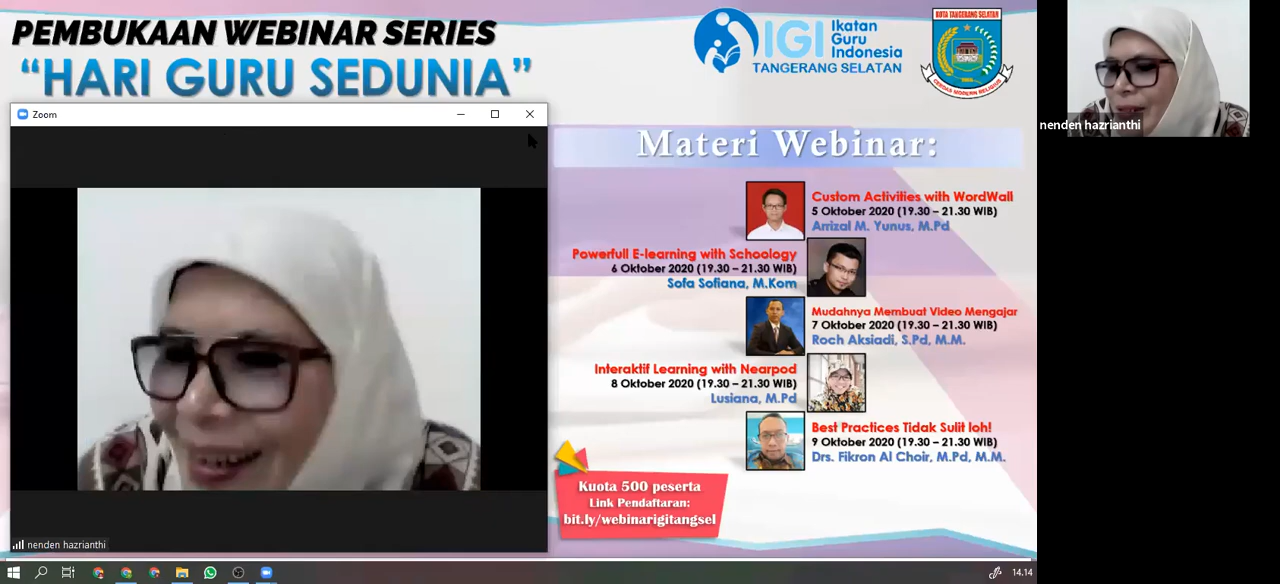 PEMBUKAAN WEBINAR SERIES
“HARI GURU SEDUNIA”
IGI Ikatan
Guru
Indonesia
TANGERANG SELATAN
KOTA TANGERANG SELATAN
CERDAS MODERN RELIGIUS
nenden hazrianthi
Zoom
nenden hazrianthi
Materi Webinar:
Custom Activities with WordWall
5 Oktober 2020 (19.30 – 21.30 WIB)
Arrizal M. Yunus, M.Pd
Powerfull E-learning with Schoology
6 Oktober 2020 (19.30 – 21.30 WIB)
Sofa Sofiana, M.Kom
Mudahnya Membuat Video Mengajar
7 Oktober 2020 (19.30 – 21.30 WIB)
Roch Aksiadi, S.Pd, M.M.
Interaktif Learning with Nearpod
8 Oktober 2020 (19.30 – 21.30 WIB)
Lusiana, M.Pd
Best Practices Tidak Sulit loh!
9 Oktober 2020 (19.30 – 21.30 WIB)
Drs. Fikron Al Choir, M.Pd, M.M.
Kuota 500 peserta
Link Pendaftaran:
bit.ly/webinarigitangsel
14.14